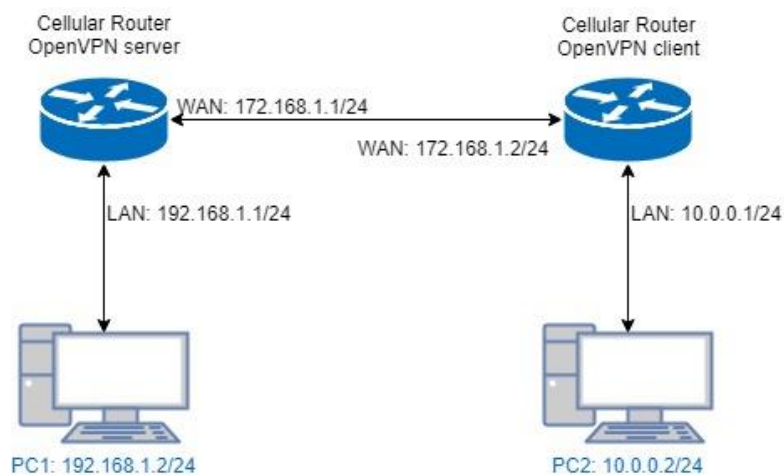 Cellular Router
OpenVPN server
Cellular Router
OpenVPN client
WAN: 172.168.1.1/24
WAN: 172.168.1.2/24
LAN: 192.168.1.1/24
LAN: 10.0.0.1/24
PC1: 192.168.1.2/24
PC2: 10.0.0.2/24